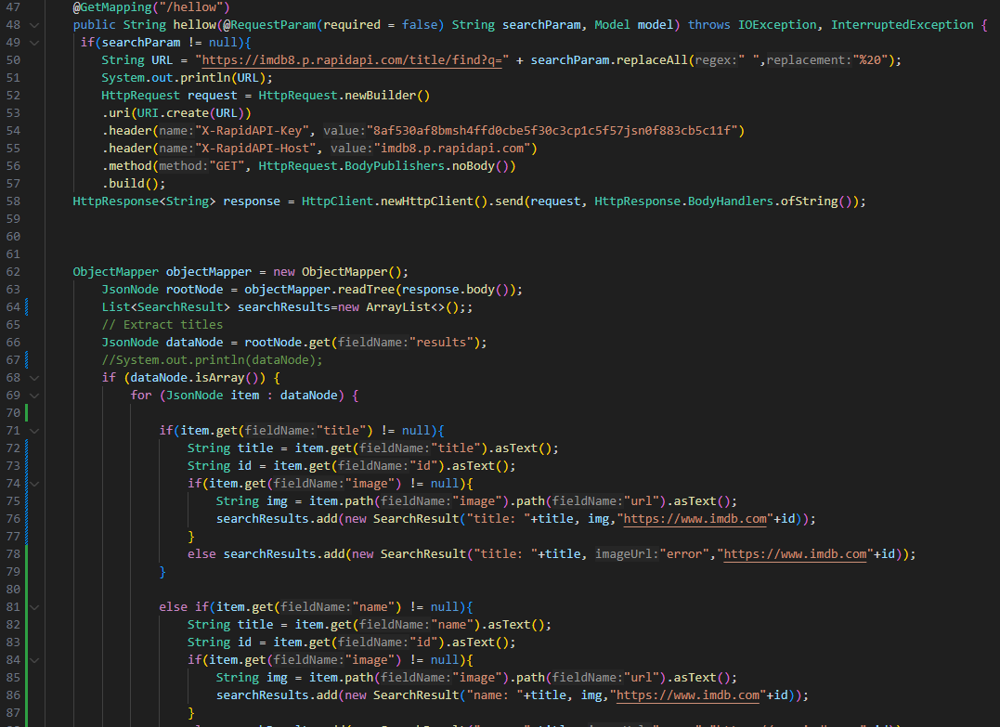 47 @GetMapping("/hellow")
48 public String hellow(@RequestParam(required = false) String searchParam, Model model) throws IOException, InterruptedException {
49 if(searchParam != null){
50 String URL = "https://imdb8.p.rapidapi.com/title/find?q=" + searchParam.replaceAll(regex:" ",replacement:"%20");
51 System.out.println(URL);
52 HttpRequest request = HttpRequest.newBuilder()
53 .uri(URI.create(URL))
54 .header(name:"X-RapidAPI-Key", value:"8af530af8bmsh4ffd0cbe5f30c3cp1c5f57jsn0f883cb5c11f")
55 .header(name:"X-RapidAPI-Host", value:"imdb8.p.rapidapi.com")
56 .method(method:"GET", HttpRequest.BodyPublishers.noBody())
57 .build();
58 HttpResponse<String> response = HttpClient.newHttpClient().send(request, HttpResponse.BodyHandlers.ofString());
59
60
61
62 ObjectMapper objectMapper = new ObjectMapper();
63 JsonNode rootNode = objectMapper.readTree(response.body());
64 List<SearchResult> searchResults=new ArrayList<>();;
65 // Extract titles
66 JsonNode dataNode = rootNode.get(fieldName:"results");
67 //System.out.println(dataNode);
68 if (dataNode.isArray()) {
69 for (JsonNode item : dataNode) {
70
71 if(item.get(fieldName:"title") != null){
72 String title = item.get(fieldName:"title").asText();
73 String id = item.get(fieldName:"id").asText();
74 if(item.get(fieldName:"image") != null){
75 String img = item.path(fieldName:"image").path(fieldName:"url").asText();
76 searchResults.add(new SearchResult("title: "+title, img,"https://www.imdb.com"+id));
77 }
78 else searchResults.add(new SearchResult("title: "+title, imageUrl:"error","https://www.imdb.com"+id));
79 }
80
81 else if(item.get(fieldName:"name") != null){
82 String title = item.get(fieldName:"name").asText();
83 String id = item.get(fieldName:"id").asText();
84 if(item.get(fieldName:"image") != null){
85 String img = item.path(fieldName:"image").path(fieldName:"url").asText();
86 searchResults.add(new SearchResult("name: "+title, img,"https://www.imdb.com"+id));
87 }